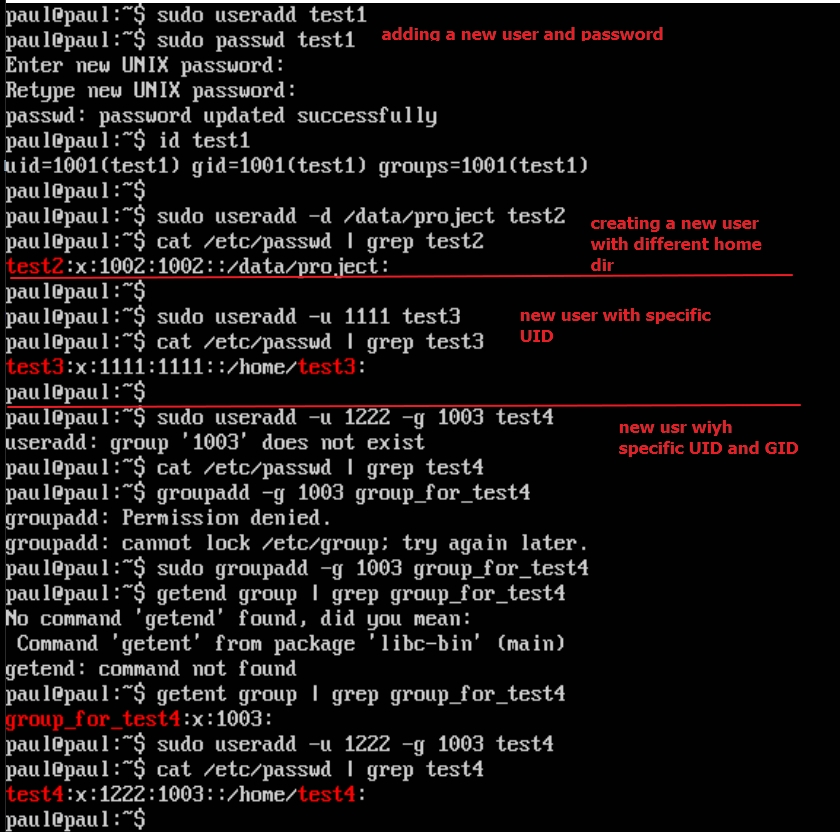 paul@paul:~$ sudo useradd test1
paul@paul:~$ sudo passwd test1
adding a new user and password
Enter new UNIX password:
Retype new UNIX password:
passwd: password updated successfully
paul@paul:~$ id test1
uid=1001(test1) gid=1001(test1) groups=1001(test1)
paul@paul:~$
paul@paul:~$ sudo useradd -d /data/project test2
paul@paul:~$ cat /etc/passwd | grep test2
test2:x:1002:1002::/data/project:
creating a new user
with different home
dir
paul@paul:~$
paul@paul:~$ sudo useradd -u 1111 test3
paul@paul:~$ cat /etc/passwd | grep test3
test3:x:1111:1111::/home/test3:
new user with specific
UID
paul@paul:~$
paul@paul:~$ sudo useradd -u 1222 -g 1003 test4
useradd: group '1003' does not exist
new usr wiyh
specific UID and GID
paul@paul:~$ cat /etc/passwd | grep test4
paul@paul:~$ groupadd -g 1003 group_for_test4
groupadd: Permission denied.
groupadd: cannot lock /etc/group; try again later.
paul@paul:~$ sudo groupadd -g 1003 group_for_test4
paul@paul:~$ getend group | grep group_for_test4
No command 'getend' found, did you mean:
 Command 'getent' from package 'libc-bin' (main)
getend: command not found
paul@paul:~$ getent group | grep group_for_test4
group_for_test4:x:1003:
paul@paul:~$ sudo useradd -u 1222 -g 1003 test4
paul@paul:~$ cat /etc/passwd | grep test4
test4:x:1222:1003::/home/test4:
paul@paul:~$